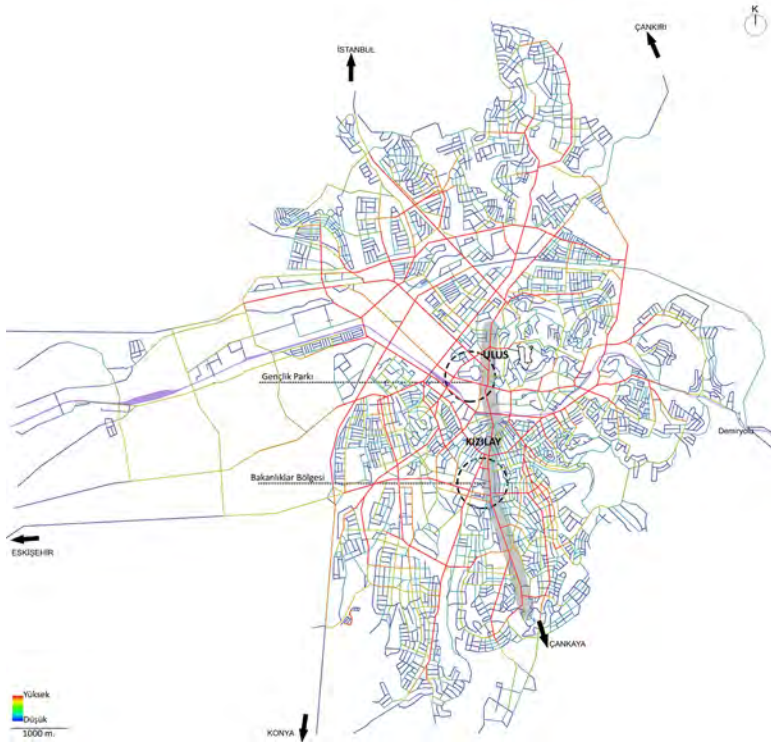 K
ÇANKIRI
İSTANBUL
ULUS
Gençlik Parkı
Demiryolu
KIZILAY
Bakanlıklar Bölgesi
ESKİŞEHİR
ÇANKAYA
Yüksek
Düşük
1000 m.
KONYA